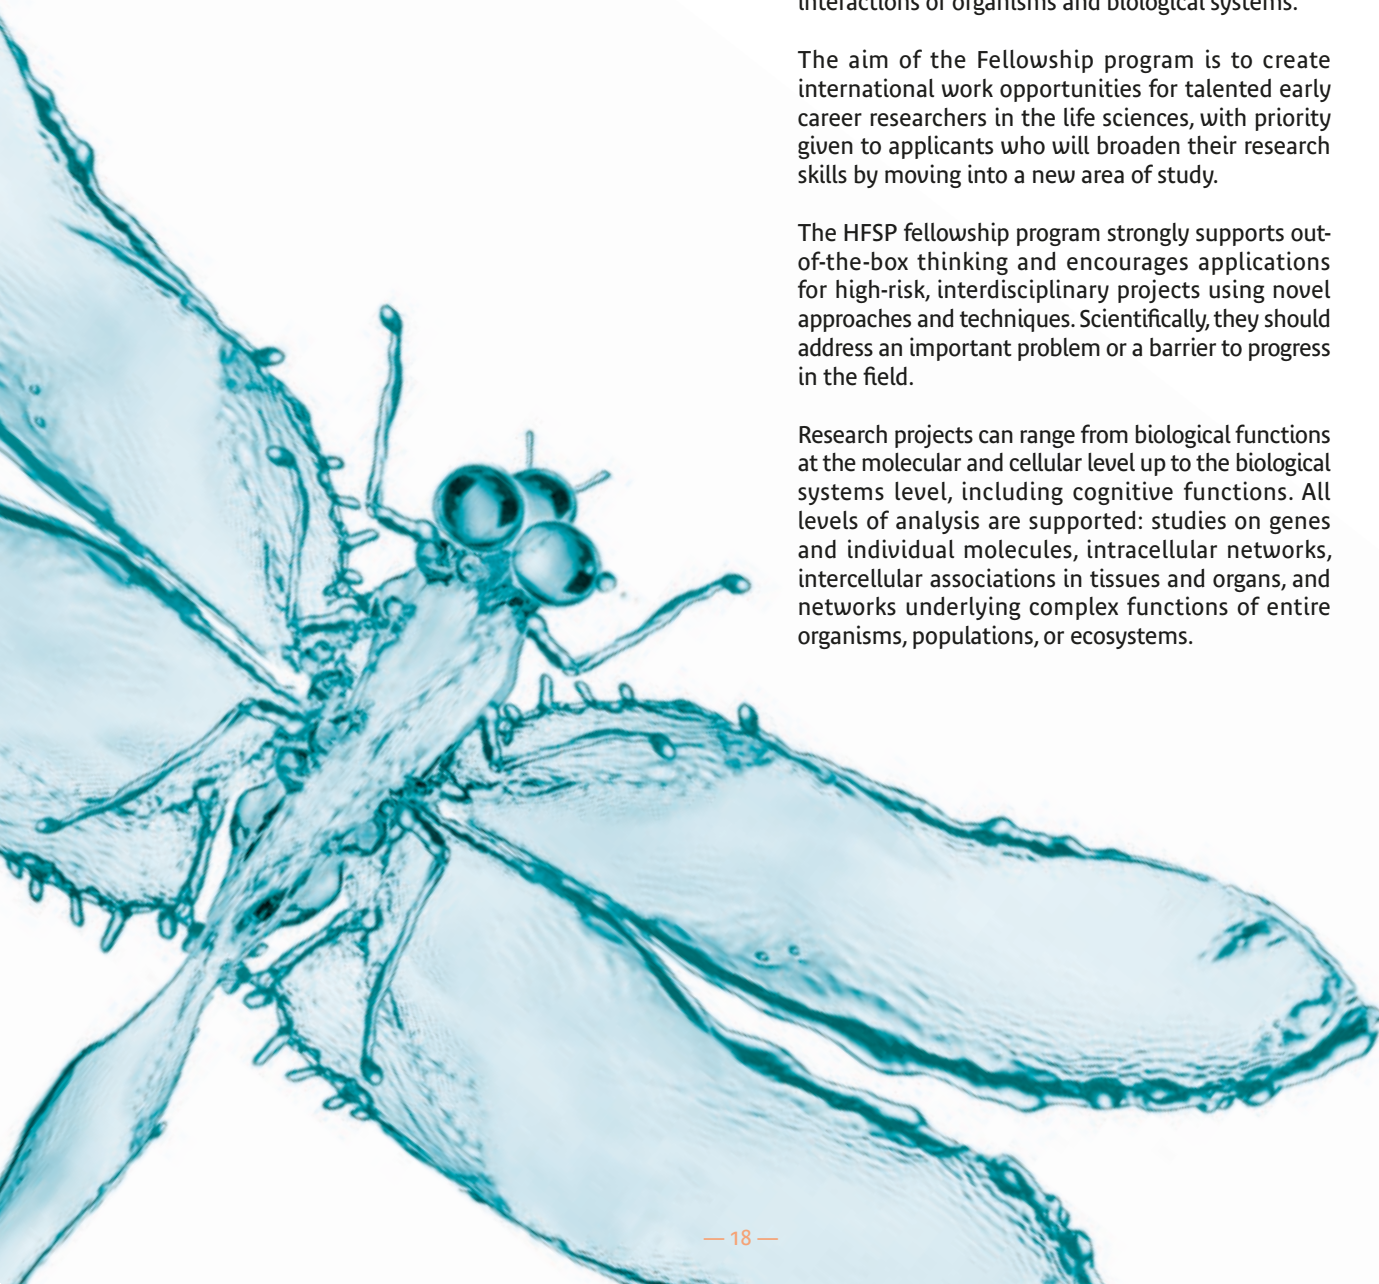 interactions of organisms and biological systems.
The aim of the Fellowship program is to create
international work opportunities for talented early
career researchers in the life sciences, with priority
given to applicants who will broaden their research
skills by moving into a new area of study.
The HFSP fellowship program strongly supports out-
of-the-box thinking and encourages applications
for high-risk, interdisciplinary projects using novel
approaches and techniques. Scientifically, they should
address an important problem or a barrier to progress
in the field.
Research projects can range from biological functions
at the molecular and cellular level up to the biological
systems level, including cognitive functions. All
levels of analysis are supported: studies on genes
and individual molecules, intracellular networks,
intercellular associations in tissues and organs, and
networks underlying complex functions of entire
organisms, populations, or ecosystems.
— 18 —